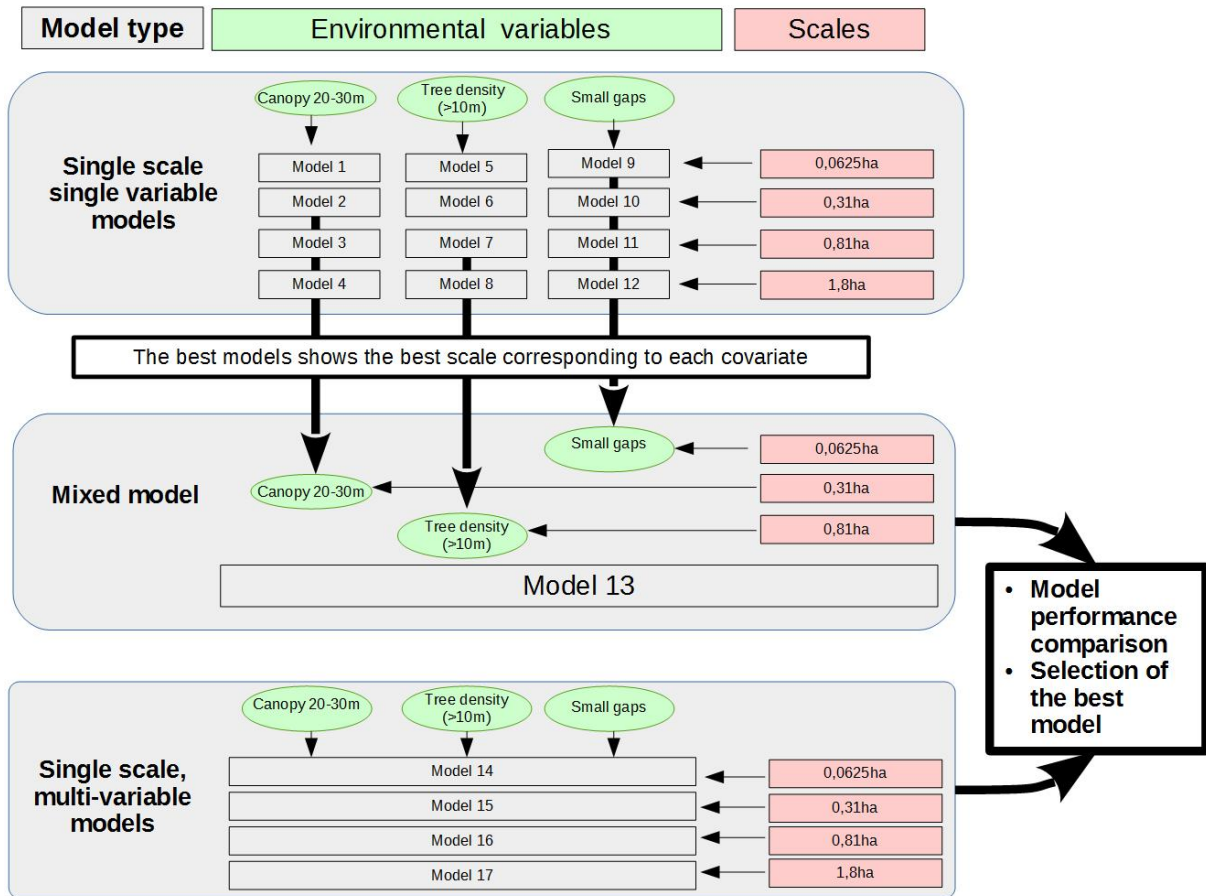 Model type
Environmental variables
Scales
Canopy 20-30m
Tree density
(>10m)
Small gaps
Single scale
single variable
models
Model 1
Model 5
Model 9
0,0625ha
Model 2
Model 6
Model 10
0,31ha
Model 3
Model 7
Model 11
0,81ha
Model 4
Model 8
Model 12
1,8ha
The best models shows the best scale corresponding to each covariate
Mixed model
Small gaps
0,0625ha
Canopy 20-30m
0,31ha
Tree density
(>10m)
0,81ha
Model 13
• Model
performance
comparison
• Selection of
the best
model
Canopy 20-30m
Tree density
(>10m)
Small gaps
Single scale,
multi-variable
models
Model 14
0,0625ha
Model 15
0,31ha
Model 16
0,81ha
Model 17
1,8ha